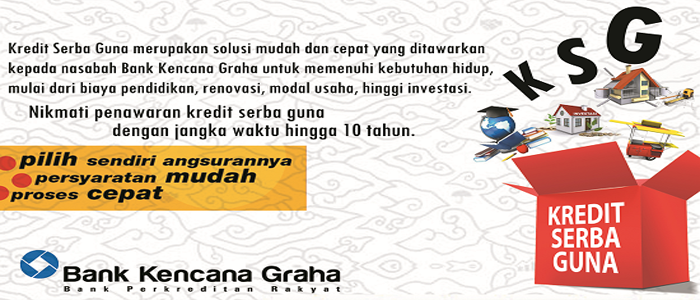 Kredit Serba Guna merupakan solusi mudah dan cepat yang ditawarkan
kepada nasabah Bank Kencana Graha untuk memenuhi kebutuhan hidup,
mulai dari biaya pendidikan, renovasi, modal usaha, hinggi investasi.
Nikmati penawaran kredit serba guna
dengan jangka waktu hingga 10 tahun.
pilih sendiri angsurannya
persyaratan mudah
proses cepat
Bank Kencana Graha
Bank Perkreditan Rakyat
KSG
INVESTASI
KREDIT
SERBA
GUNA